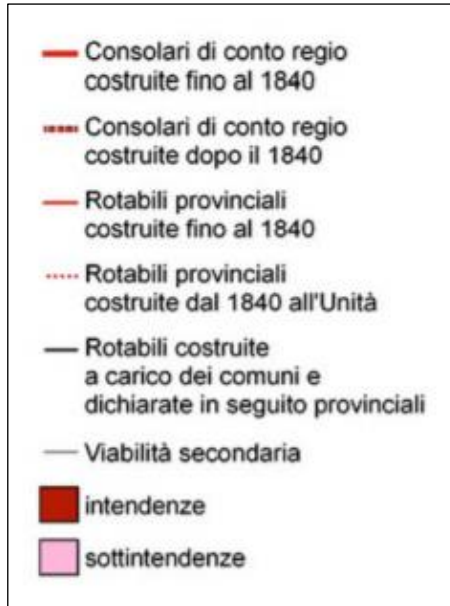 Consolari di conto regio
costruite fino al 1840
Consolari di conto regio
costruite dopo il 1840
Rotabili provinciali
costruite fino al 1840
Rotabili provinciali
costruite dal 1840 all'Unità
Rotabili costruite
a carico dei comuni e
dichiarate in seguito provinciali
Viabilità secondaria
intendenze
sottintendenze